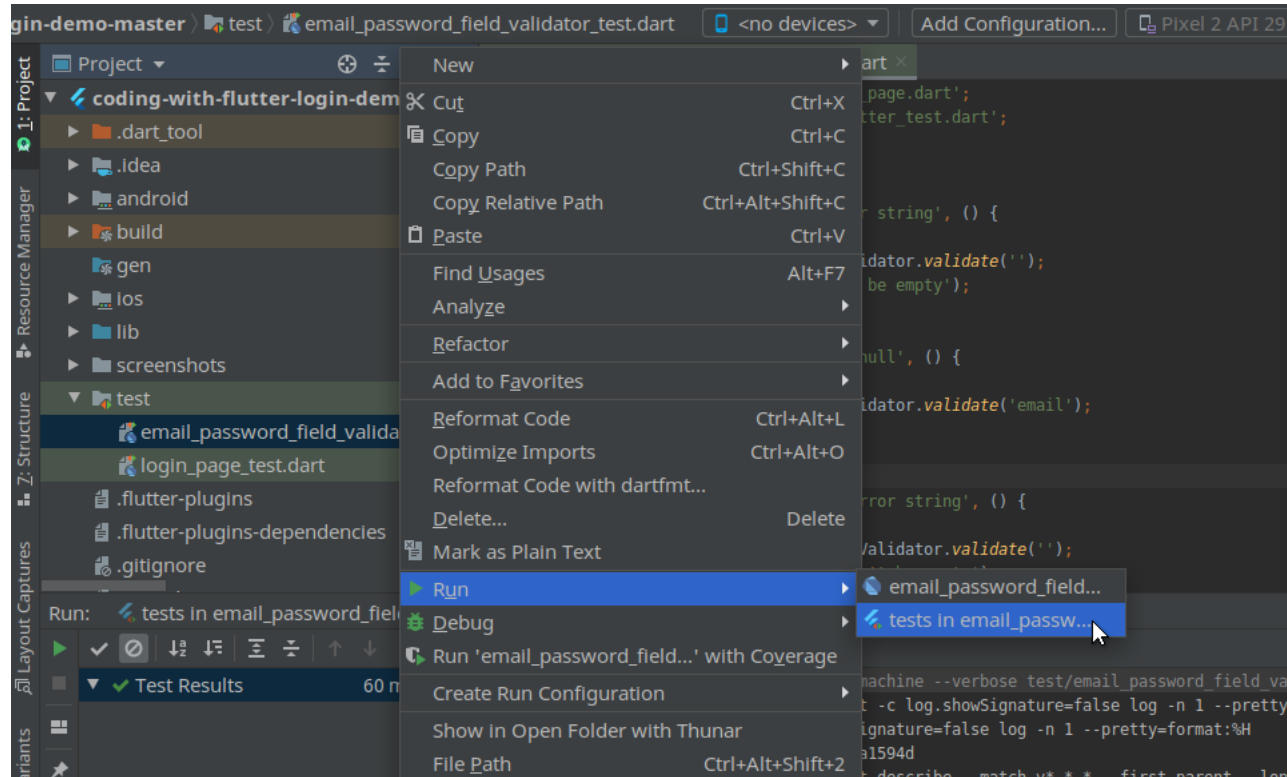 gin-demo-master test email_password_field_validator_test.dart <no devices> Add Configuration... Pixel 2 API 29
1: Project
Resource Manager
7: Structure
Layout Captures
Project
coding-with-flutter-login-dem
.dart_tool
.idea
android
build
gen
ios
lib
screenshots
test
email_password_field_valida
login_page_test.dart
.flutter-plugins
.flutter-plugins-dependencies
.gitignore
New
Cut Ctrl+X
Copy Ctrl+C
Copy Path Ctrl+Shift+C
Copy Relative Path Ctrl+Alt+Shift+C
Paste Ctrl+V
Find Usages Alt+F7
Analyze
Refactor
Add to Favorites
Reformat Code Ctrl+Alt+L
Optimize Imports Ctrl+Alt+O
Reformat Code with dartfmt...
Delete... Delete
Mark as Plain Text
Run
Debug
Run 'email_password_field...' with Coverage
Create Run Configuration
Show in Open Folder with Thunar
File Path Ctrl+Alt+Shift+2
email_password_field...
tests in email_passw...
art
_page.dart';
tter_test.dart';
r string', () {
idator.validate('');
be empty');
null', () {
idator.validate('email');
rror string', () {
Validator.validate('');
Run: tests in email_password_fiel
Test Results 60 m
machine --verbose test/email_password_field_va
t -c log.showSignature=false log -n 1 --pretty
ignature=false log -n 1 --pretty=format:%H
a1594d